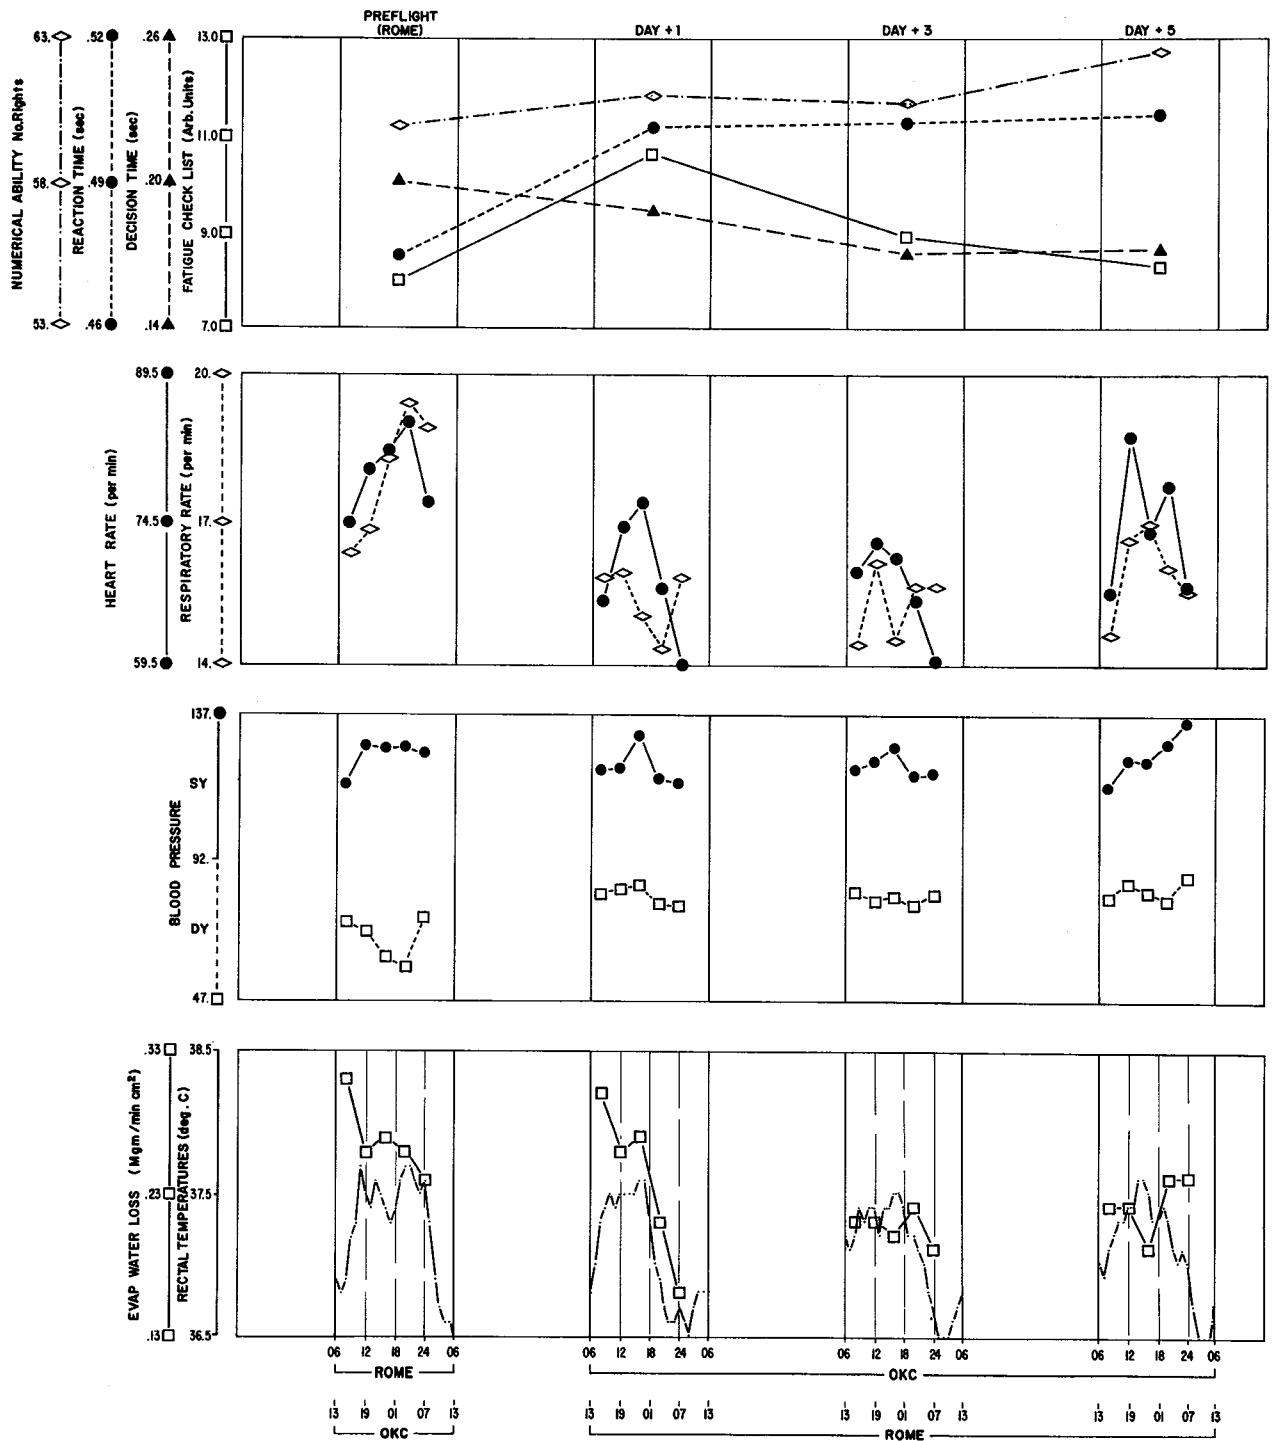 PREFLIGHT
(ROME) DAY +1 DAY + 3 DAY + 5
63. .52 .26 13.0
11.0
58. .49 .20
9.0
53. .46 .14 7.0
NUMERICAL ABILITY No.Rights
REACTION TIME (sec)
DECISION TIME (sec)
FATIGUE CHECK LIST (Arb.Units)
89.5 20.
74.5 17.
59.5 14.
HEART RATE (per min)
RESPIRATORY RATE (per min)
137.
SY
92.
DY
47.
BLOOD PRESSURE
.33 38.5
.23 37.5
.13 36.5
EVAP WATER LOSS (Mgm/min cm²)
RECTAL TEMPERATURES (deg. C)
06 12 18 24 06 06 12 18 24 06 06 12 18 24 06 06 12 18 24 06
ROME OKC
13 19 01 07 13 13 19 01 07 13 13 19 01 07 13 13 19 01 07 13
OKC ROME